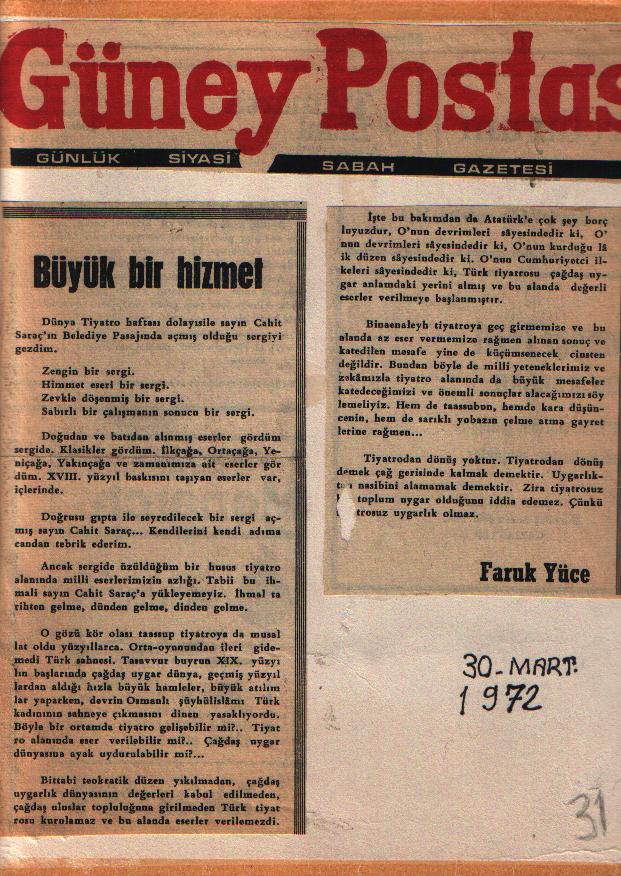 Güney Postas
GÜNLÜK SİYASİ SABAH GAZETESİ
Büyük bir hizmet
Dünya Tiyatro haftası dolayısile sayın Cahit
Saraç'ın Belediye Pasajında açmış olduğu sergiyi
gezdim.
Zengin bir sergi.
Himmet eseri bir sergi.
Zevkle döşenmiş bir sergi.
Sabırlı bir çalışmanın sonucu bir sergi.
Doğudan ve batıdan alınmış eserler gördüm
sergide. Klasikler gördüm. İlkçağa, Ortaçağa, Ye-
niçağa, Yakınçağa ve zamanımıza ait eserler gör
düm. XVIII. yüzyıl baskısını taşıyan eserler var,
içlerinde.
Doğrusu gıpta ile seyredilecek bir sergi aç-
mış sayın Cahit Saraç... Kendilerini kendi adıma
candan tebrik ederim.
Ancak sergide üzüldüğüm bir husus tiyatro
alanında milli eserlerimizin azlığı. Tabii bu ih-
mali sayın Cahit Saraç'a yükleyemeyiz. İhmal ta
rihten gelme, dünden gelme, dinden gelme.
O gözü kör olası taassup tiyatroya da musal
lat oldu yüzyıllarca. Orta-oyunundan ileri gide-
medi Türk sahnesi. Tasavvur buyrun XIX. yüzyı
lın başlarında çağdaş uygar dünya, geçmiş yüzyıl
lardan aldığı hızla büyük hamleler, büyük atılım
lar yaparken, devrin Osmanlı şüyhülislâmı Türk
kadınının sahneye çıkmasını dinen yasaklıyordu.
Böyle bir ortamda tiyatro gelişebilir mi?.. Tiyat
ro alanında eser verilebilir mi?.. Çağdaş uygar
dünyasına ayak uydurulabilir mi?...
Bittabi teokratik düzen yıkılmadan, çağdaş
uygarlık dünyasının değerleri kabul edilmeden,
çağdaş uluslar topluluğuna girilmeden Türk tiyat
rosu kurulamaz ve bu alanda eserler verilemezdi.
İşte bu bakımdan da Atatürk'e çok şey borç
luyuzdur, O'nun devrimleri sâyesindedir ki, O'
nun devrimleri sâyesindedir ki, O'nun kurduğu lâ
ik düzen sâyesindedir ki. O'nun Cumhuriyetci il-
keleri sâyesindedir ki, Türk tiyatrosu çağdaş uy-
gar anlamdaki yerini almış ve bu alanda değerli
eserler verilmeye başlanmıştır.
Binaenaleyh tiyatroya geç girmemize ve bu
alanda az eser vermemize rağmen alınan sonuç ve
katedilen mesafe yine de küçümsenecek cinsten
değildir. Bundan böyle de milli yeteneklerimiz ve
zekâmızla tiyatro alanında da büyük mesafeler
katedeceğimizi ve önemli sonuçlar alacağımızı söy
lemeliyiz. Hem de taassubun, hemde kara düşün-
cenin, hem de sarıklı yobazın çelme atma gayret
lerine rağmen...
Tiyatrodan dönüş yoktur. Tiyatrodan dönüş
demek çağ gerisinde kalmak demektir. Uygarlık-
nasibini alamamak demektir. Zira tiyatrosuz
toplum uygar olduğunu iddia edemez. Çünkü
trosuz uygarlık olmaz.
Faruk Yüce
30-MART.
1972
31